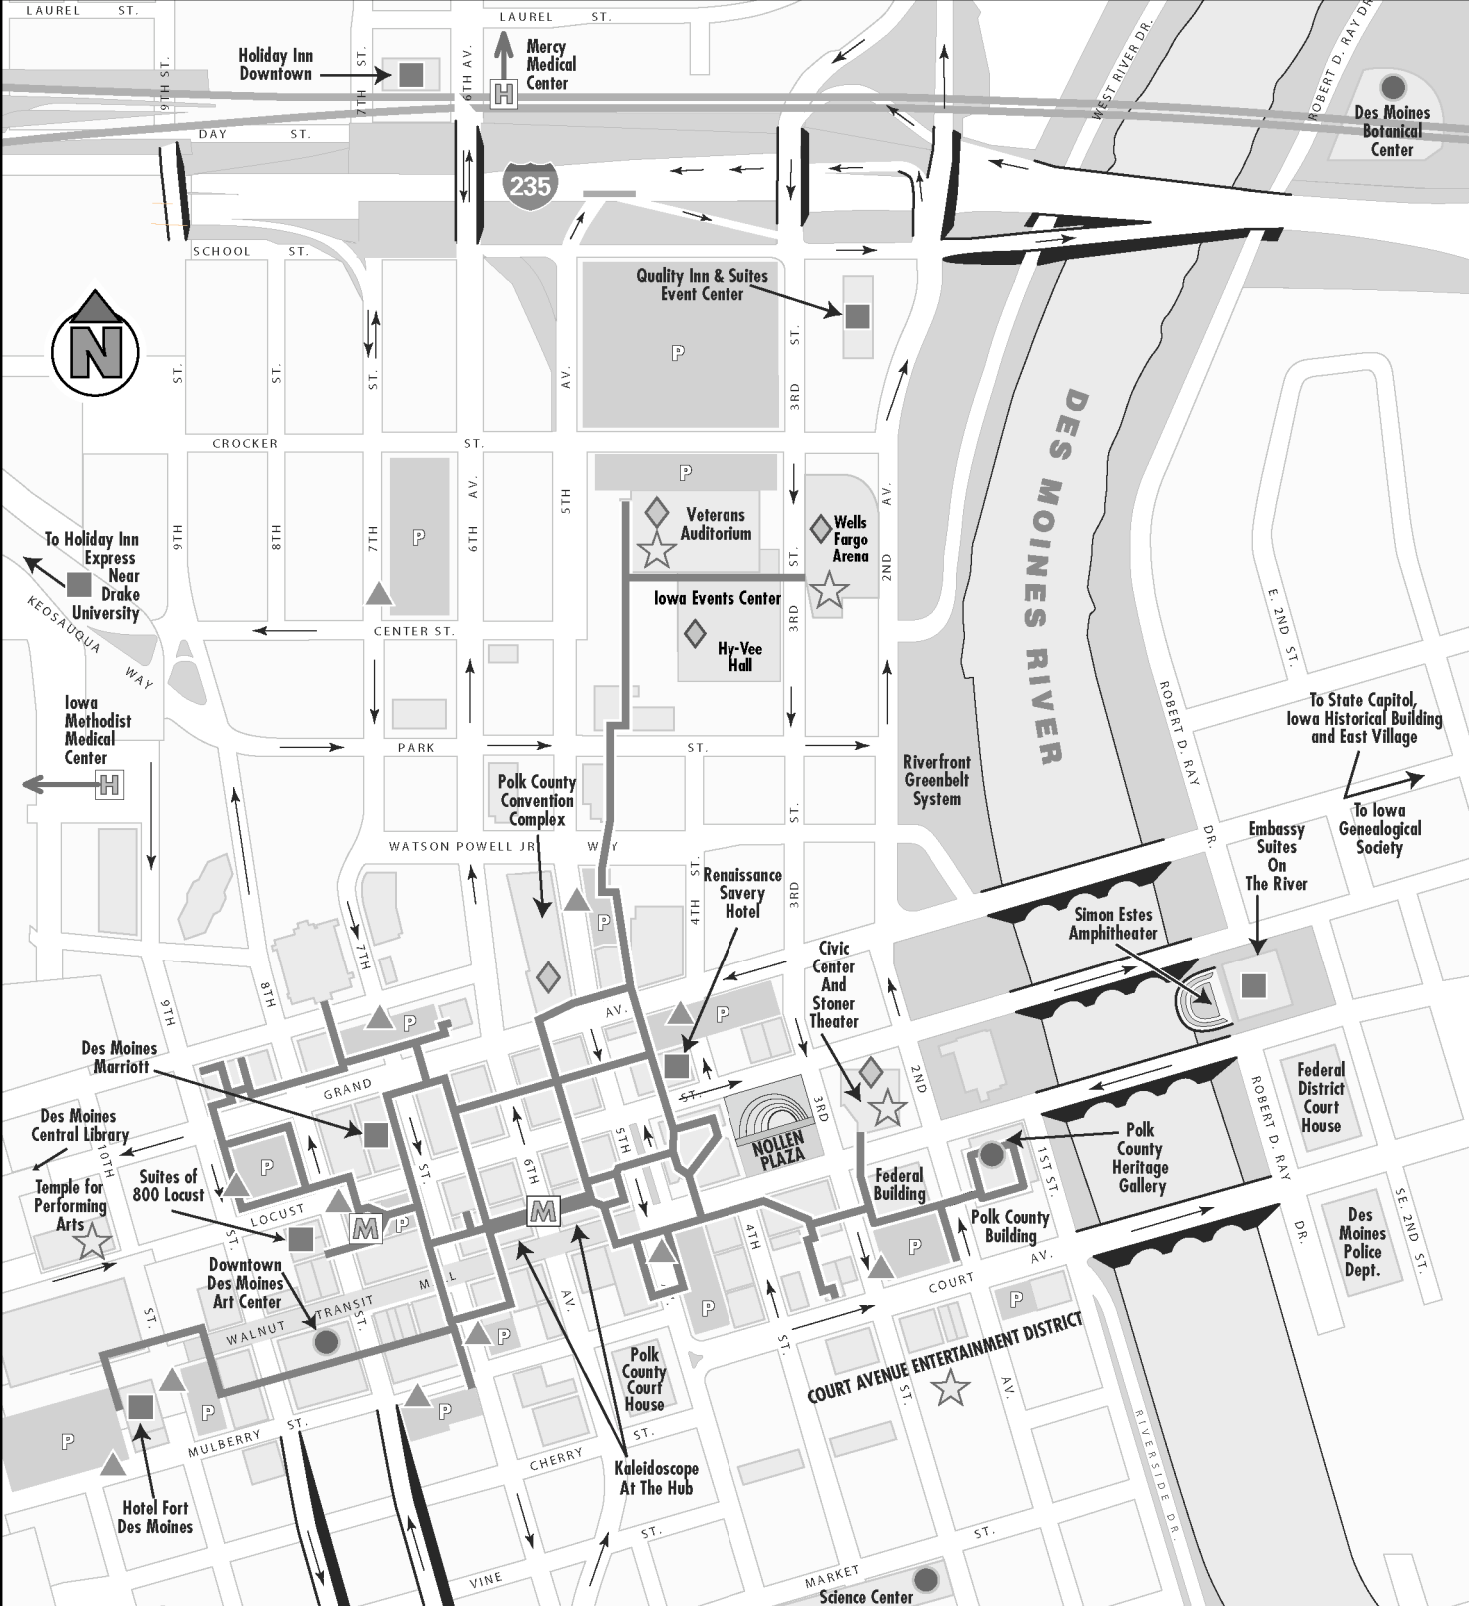 LAUREL ST.
LAUREL ST.
9TH ST.
7TH ST.
6TH AV.
Holiday Inn
Downtown
H
Mercy
Medical
Center
WEST RIVER DR.
ROBERT D. RAY DR.
Des Moines
Botanical
Center
DAY ST.
235
SCHOOL ST.
Quality Inn & Suites
Event Center
N
P
ST.
ST.
ST.
AV.
3RD ST.
DES MOINES RIVER
CROCKER ST.
P
9TH
8TH
7TH
P
6TH AV.
5TH
Veterans
Auditorium
Wells
Fargo
Arena
ST.
2ND AV.
To Holiday Inn
Express
Near
Drake
University
KEOSAUQUA WAY
Iowa Events Center
3RD
Hy-Vee
Hall
CENTER ST.
E. 2ND ST.
Iowa
Methodist
Medical
Center
H
PARK ST.
ROBERT D. RAY DR.
To State Capitol,
Iowa Historical Building
and East Village
To Iowa
Genealogical
Society
Riverfront
Greenbelt
System
Polk County
Convention
Complex
ST.
WATSON POWELL JR. WAY
Embassy
Suites
On
The River
Renaissance
Savery
Hotel
4TH ST.
3RD
P
Simon Estes
Amphitheater
Civic
Center
And
Stoner
Theater
7TH
8TH
9TH
P
AV.
P
Des Moines
Marriott
GRAND
ST.
3RD
2ND
NOLLEN
PLAZA
Federal
District
Court
House
ROBERT D. RAY DR.
Des Moines
Central Library
10TH
Temple for
Performing
Arts
Suites of
800 Locust
P
LOCUST
ST.
ST.
5TH
6TH
M
P
M
Federal
Building
Polk
County
Heritage
Gallery
1ST ST.
Polk County
Building
4TH
P
COURT AV.
Des
Moines
Police
Dept.
SE. 2ND ST.
Downtown
Des Moines
Art Center
WALNUT
TRANSIT
ST.
ST.
AV.
P
P
P
COURT AVENUE ENTERTAINMENT DISTRICT
Polk
County
Court
House
ST.
ST.
AV.
P
P
P
MULBERRY ST.
CHERRY ST.
Kaleidoscope
At The Hub
RIVERSIDE DR.
Hotel Fort
Des Moines
VINE ST.
MARKET ST.
Science Center